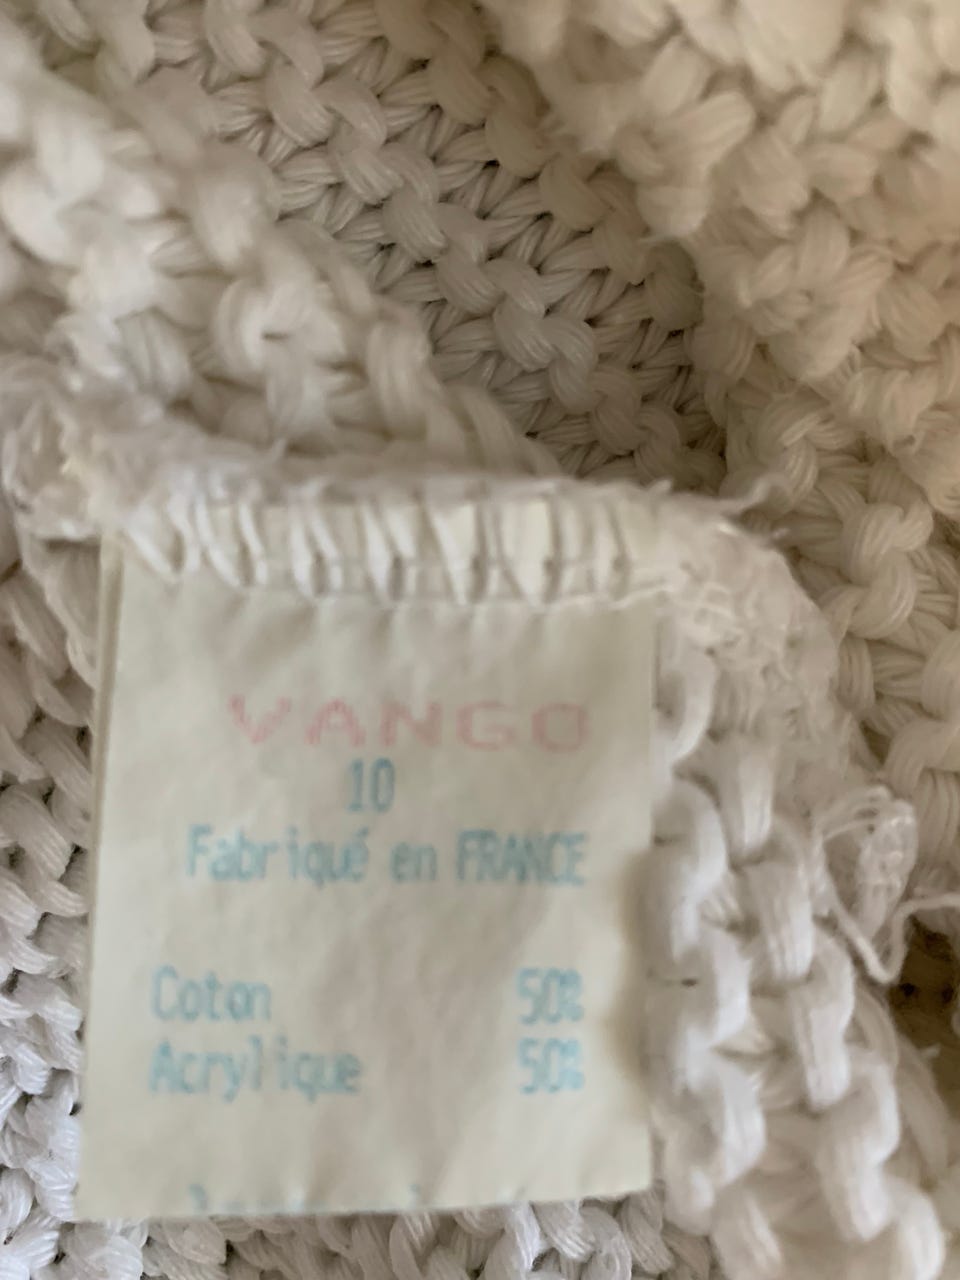 VANGO
10
Fabriqué en FRANCE
Coton 50%
Acrylique 50%